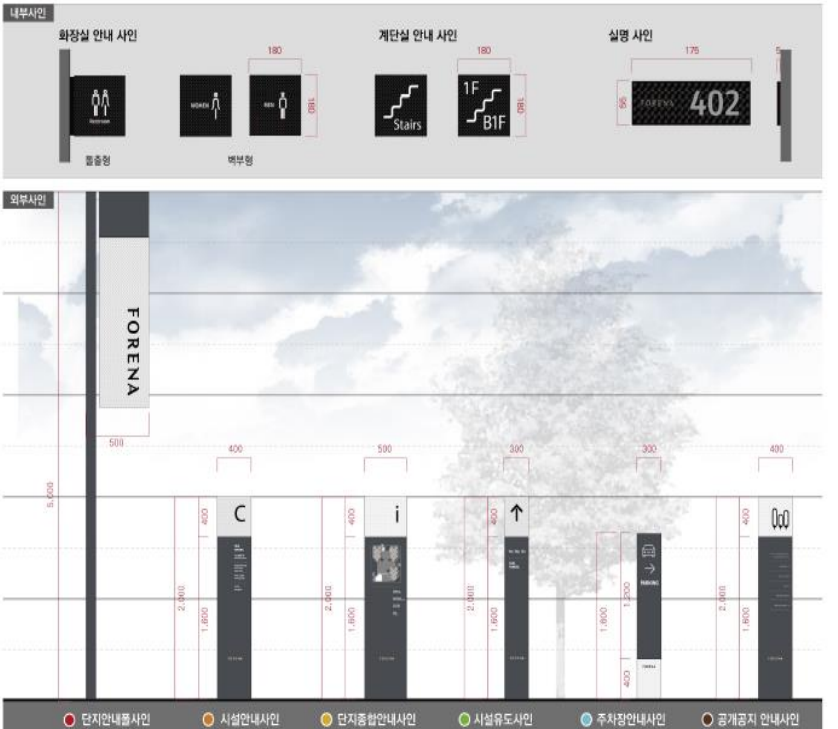 내부사인
화장실 안내 사인
계단실 안내 사인
실명 사인
180
180
175
Restroom
WOMEN
MEN
180
Stairs
1F
B1F
180
56
FORENA
402
5
돌출형
벽부형
외부사인
FORENA
500
5,000
400
500
300
300
400
C
400
2,000
1,600
i
400
2,000
1,600
400
2,000
1,600
PARKING
FORENA
1,200
1,600
400
400
2,000
1,600
단지안내폴사인
시설안내사인
단지종합안내사인
시설유도사인
주차장안내사인
공개공지 안내사인